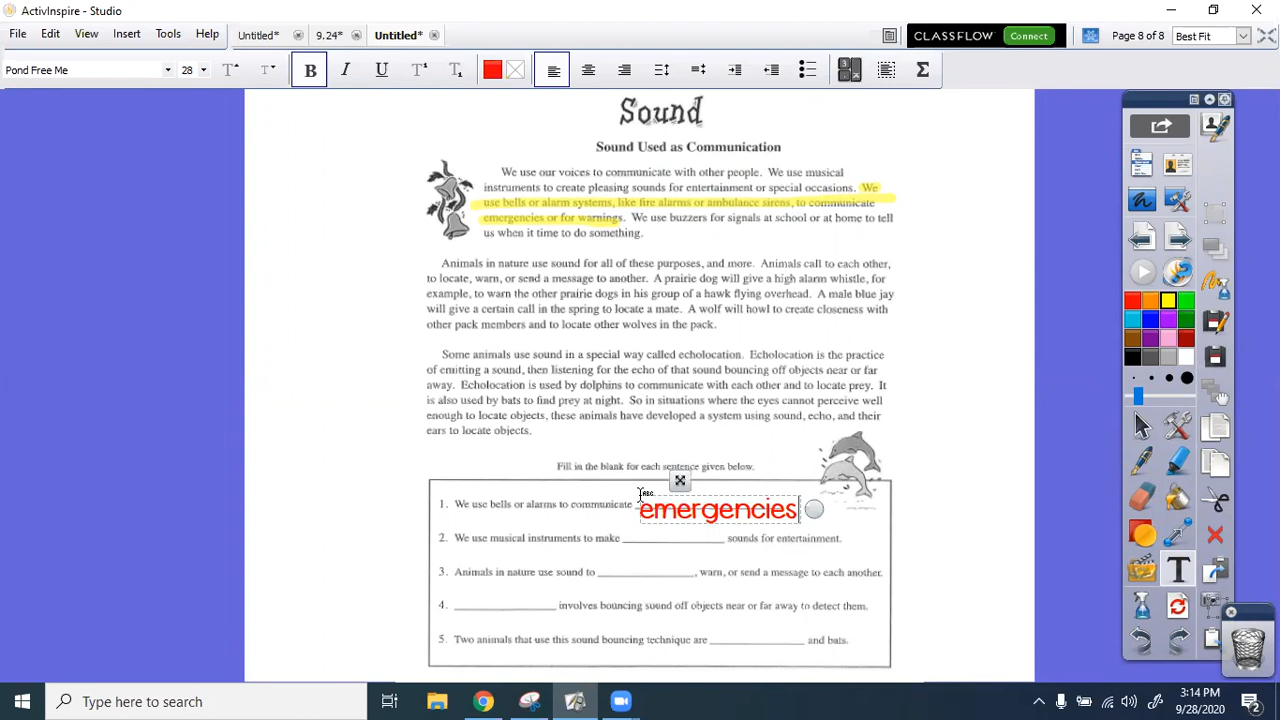 ActivInspire - Studio
File Edit View Insert Tools Help Untitled* 9.24* Untitled* CLASSFLOW Connect Page 8 of 8 Best Fit
Pond Free Me 28 B I U T T
Sound
Sound Used as Communication
We use our voices to communicate with other people. We use musical
instruments to create pleasing sounds for entertainment or special occasions. We
use bells or alarm systems, like fire alarms or ambulance sirens, to communicate
emergencies or for warnings. We use buzzers for signals at school or at home to tell
us when it time to do something.
Animals in nature use sound for all of these purposes, and more. Animals call to each other,
to locate, warn, or send a message to another. A prairie dog will give a high alarm whistle, for
example, to warn the other prairie dogs in his group of a hawk flying overhead. A male blue jay
will give a certain call in the spring to locate a mate. A wolf will howl to create closeness with
other pack members and to locate other wolves in the pack.
Some animals use sound in a special way called echolocation. Echolocation is the practice
of emitting a sound, then listening for the echo of that sound bouncing off objects near or far
away. Echolocation is used by dolphins to communicate with each other and to locate prey. It
is also used by bats to find prey at night. So in situations where the eyes cannot perceive well
enough to locate objects, these animals have developed a system using sound, echo, and their
ears to locate objects.
Fill in the blank for each sentence given below.
1. We use bells or alarms to communicate emergencies
2. We use musical instruments to make ____________ sounds for entertainment.
3. Animals in nature use sound to ____________, warn, or send a message to each another.
4. ____________ involves bouncing sound off objects near or far away to detect them.
5. Two animals that use this sound bouncing technique are ____________ and bats.
Type here to search
3:14 PM
9/28/2020
2